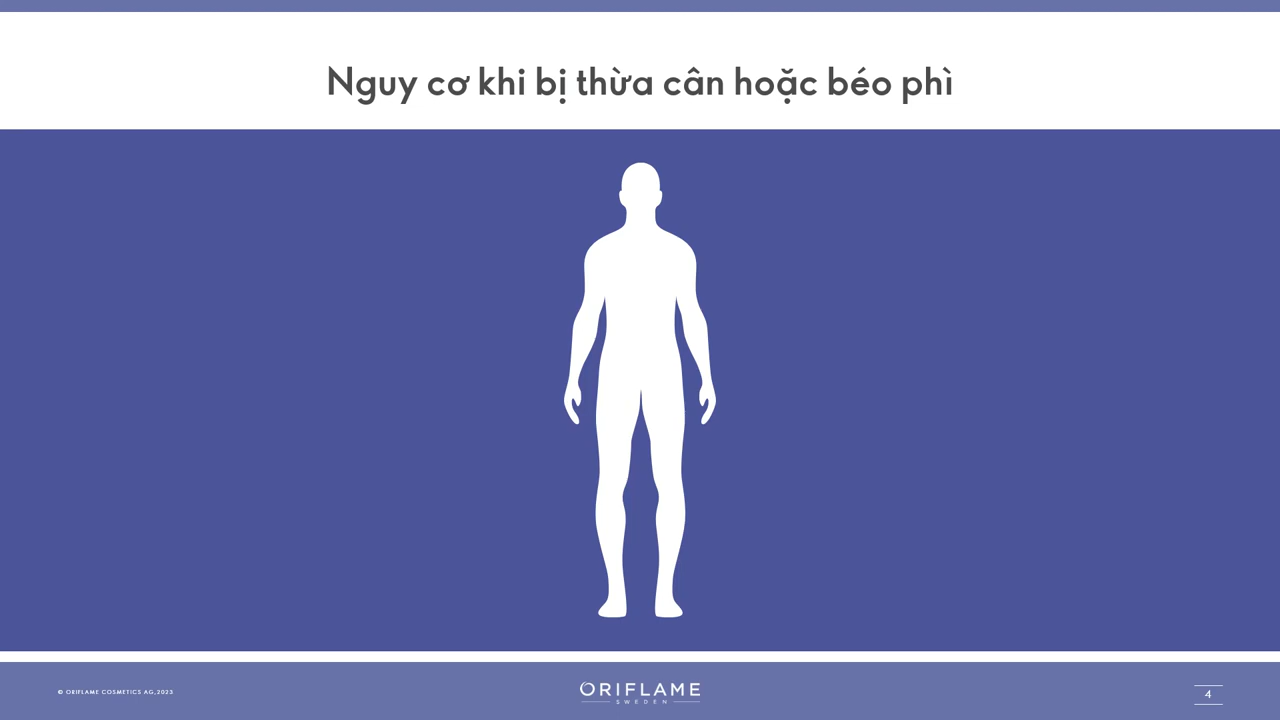 Nguy cơ khi bị thừa cân hoặc béo phì
© ORIFLAME COSMETICS AG,2023
ORIFLAME
SWEDEN
4